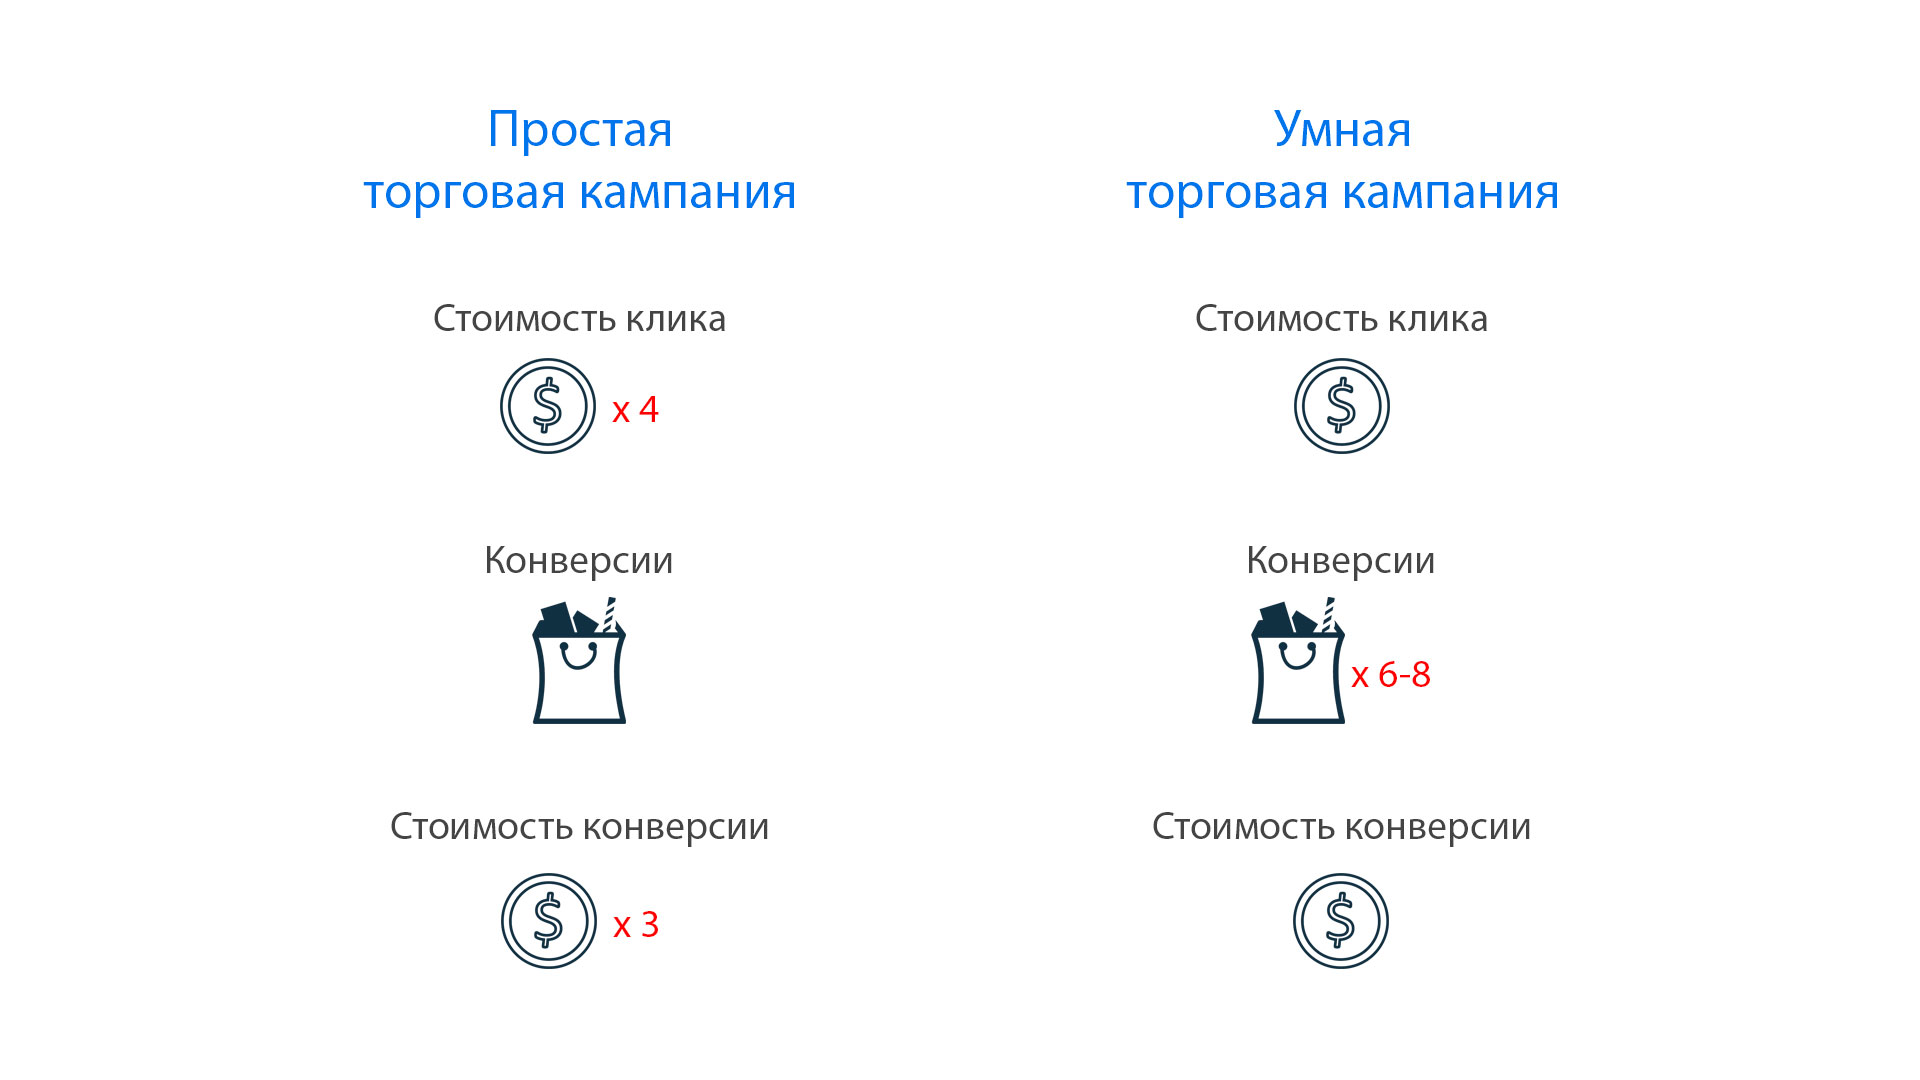 Простая
торговая кампания
Стоимость клика
$ x 4
Конверсии
Стоимость конверсии
$ x 3
Умная
торговая кампания
Стоимость клика
$
Конверсии
x 6-8
Стоимость конверсии
$